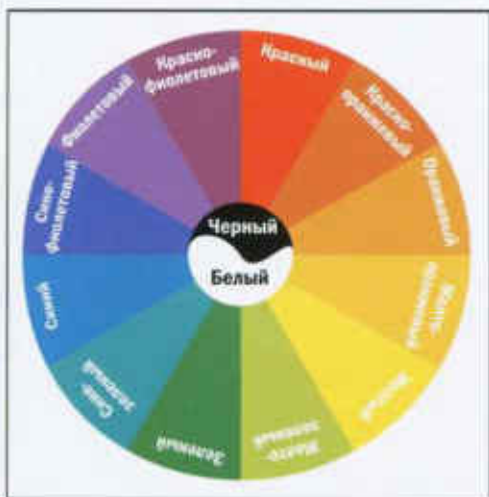 Красный
Красно-
оранжевый
Оранжевый
Желто-
оранжевый
Желтый
Желто-
зеленый
Зеленый
Сине-
зеленый
Синий
Сине-
фиолетовый
Фиолетовый
Красно-
фиолетовый
Черный
Белый